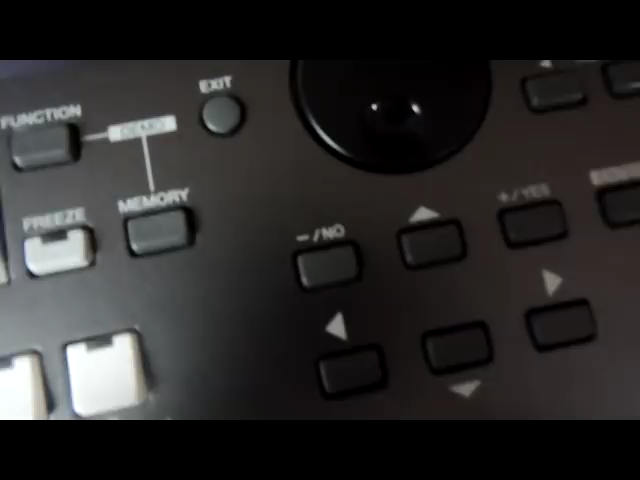 EXIT
FUNCTION
DEMO
MEMORY
FREEZE
- / NO
+ / YES